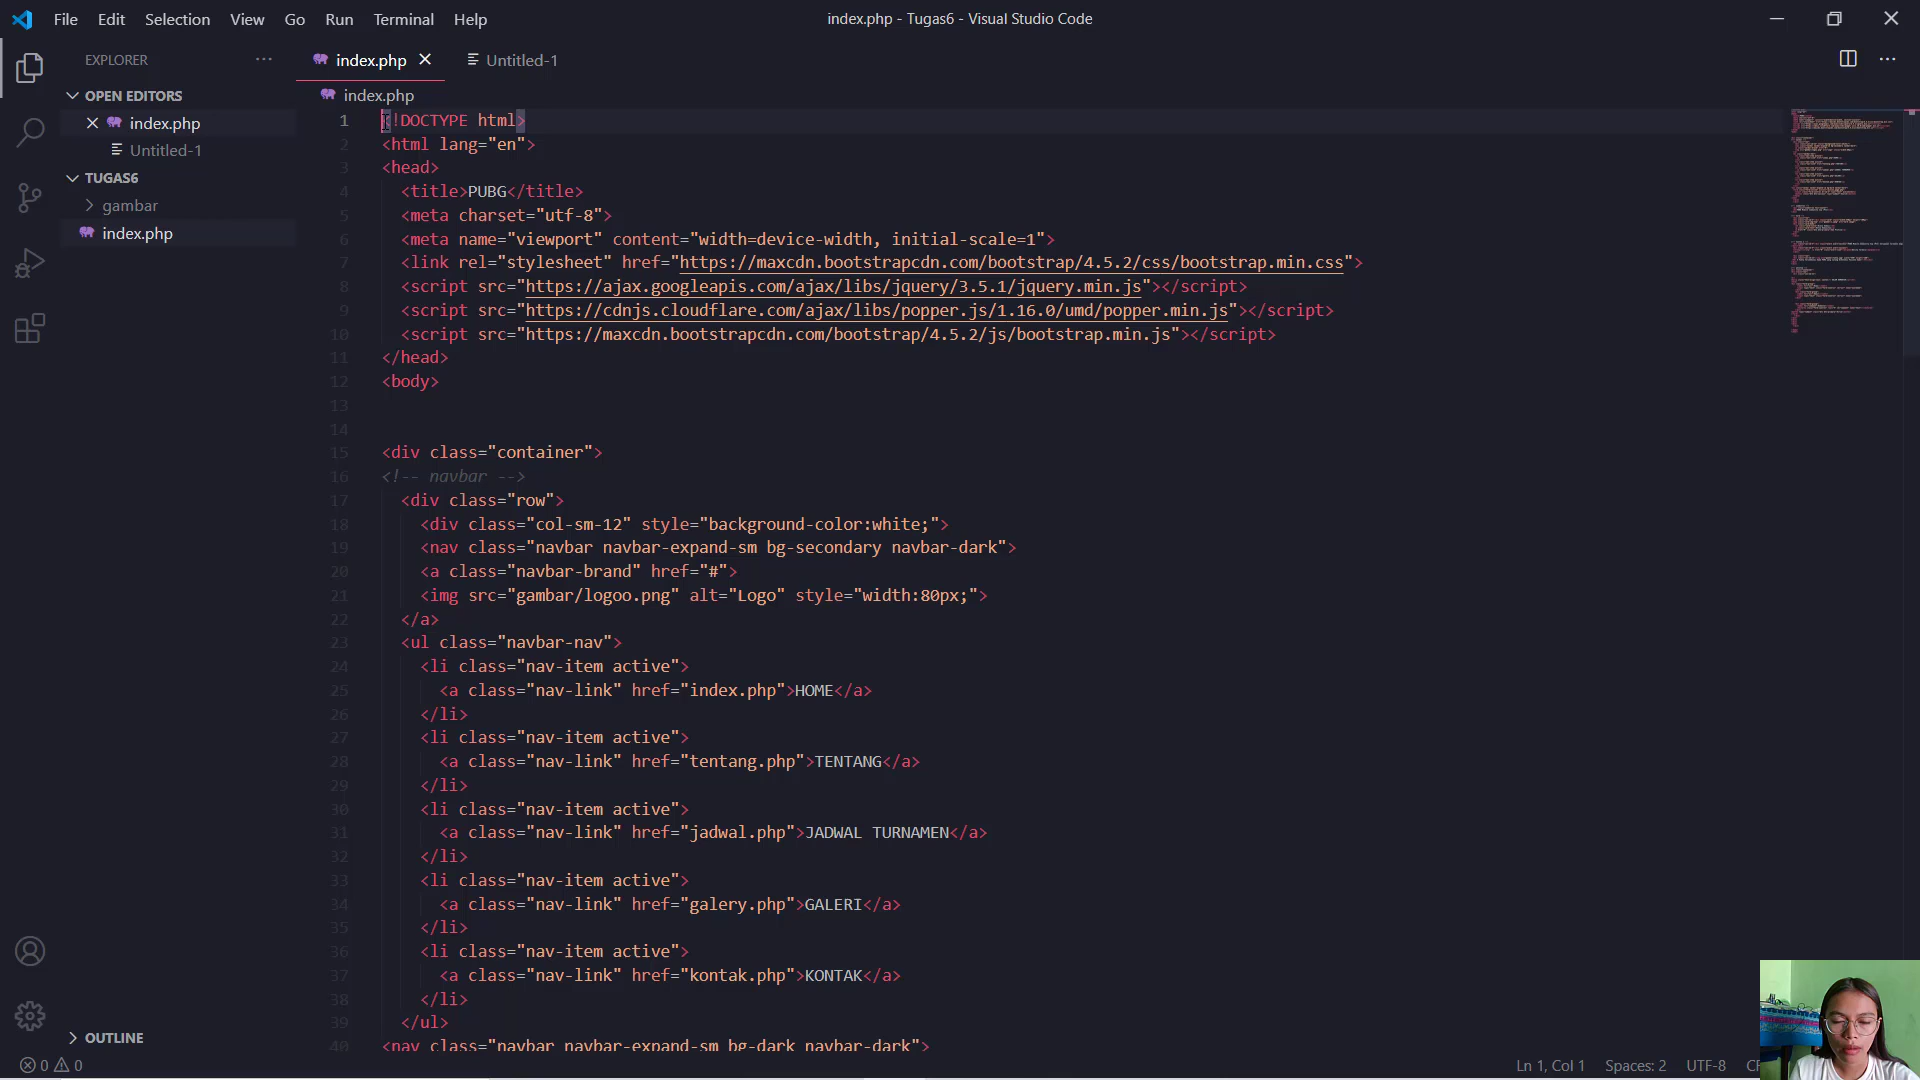 File Edit Selection View Go Run Terminal Help
index.php - Tugas6 - Visual Studio Code
EXPLORER
index.php
Untitled-1
OPEN EDITORS
index.php
Untitled-1
TUGAS6
gambar
index.php
OUTLINE
index.php
1 <!DOCTYPE html>
2 <html lang="en">
3 <head>
4 <title>PUBG</title>
5 <meta charset="utf-8">
6 <meta name="viewport" content="width=device-width, initial-scale=1">
7 <link rel="stylesheet" href="https://maxcdn.bootstrapcdn.com/bootstrap/4.5.2/css/bootstrap.min.css">
8 <script src="https://ajax.googleapis.com/ajax/libs/jquery/3.5.1/jquery.min.js"></script>
9 <script src="https://cdnjs.cloudflare.com/ajax/libs/popper.js/1.16.0/umd/popper.min.js"></script>
10 <script src="https://maxcdn.bootstrapcdn.com/bootstrap/4.5.2/js/bootstrap.min.js"></script>
11 </head>
12 <body>
13
14
15 <div class="container">
16 <!-- navbar -->
17 <div class="row">
18 <div class="col-sm-12" style="background-color:white;">
19 <nav class="navbar navbar-expand-sm bg-secondary navbar-dark">
20 <a class="navbar-brand" href="#">
21 <img src="gambar/logoo.png" alt="Logo" style="width:80px;">
22 </a>
23 <ul class="navbar-nav">
24 <li class="nav-item active">
25 <a class="nav-link" href="index.php">HOME</a>
26 </li>
27 <li class="nav-item active">
28 <a class="nav-link" href="tentang.php">TENTANG</a>
29 </li>
30 <li class="nav-item active">
31 <a class="nav-link" href="jadwal.php">JADWAL TURNAMEN</a>
32 </li>
33 <li class="nav-item active">
34 <a class="nav-link" href="galery.php">GALERI</a>
35 </li>
36 <li class="nav-item active">
37 <a class="nav-link" href="kontak.php">KONTAK</a>
38 </li>
39 </ul>
40 <nav class="navbar navbar-expand-sm bg-dark navbar-dark">
0 0
Ln 1, Col 1 Spaces: 2 UTF-8